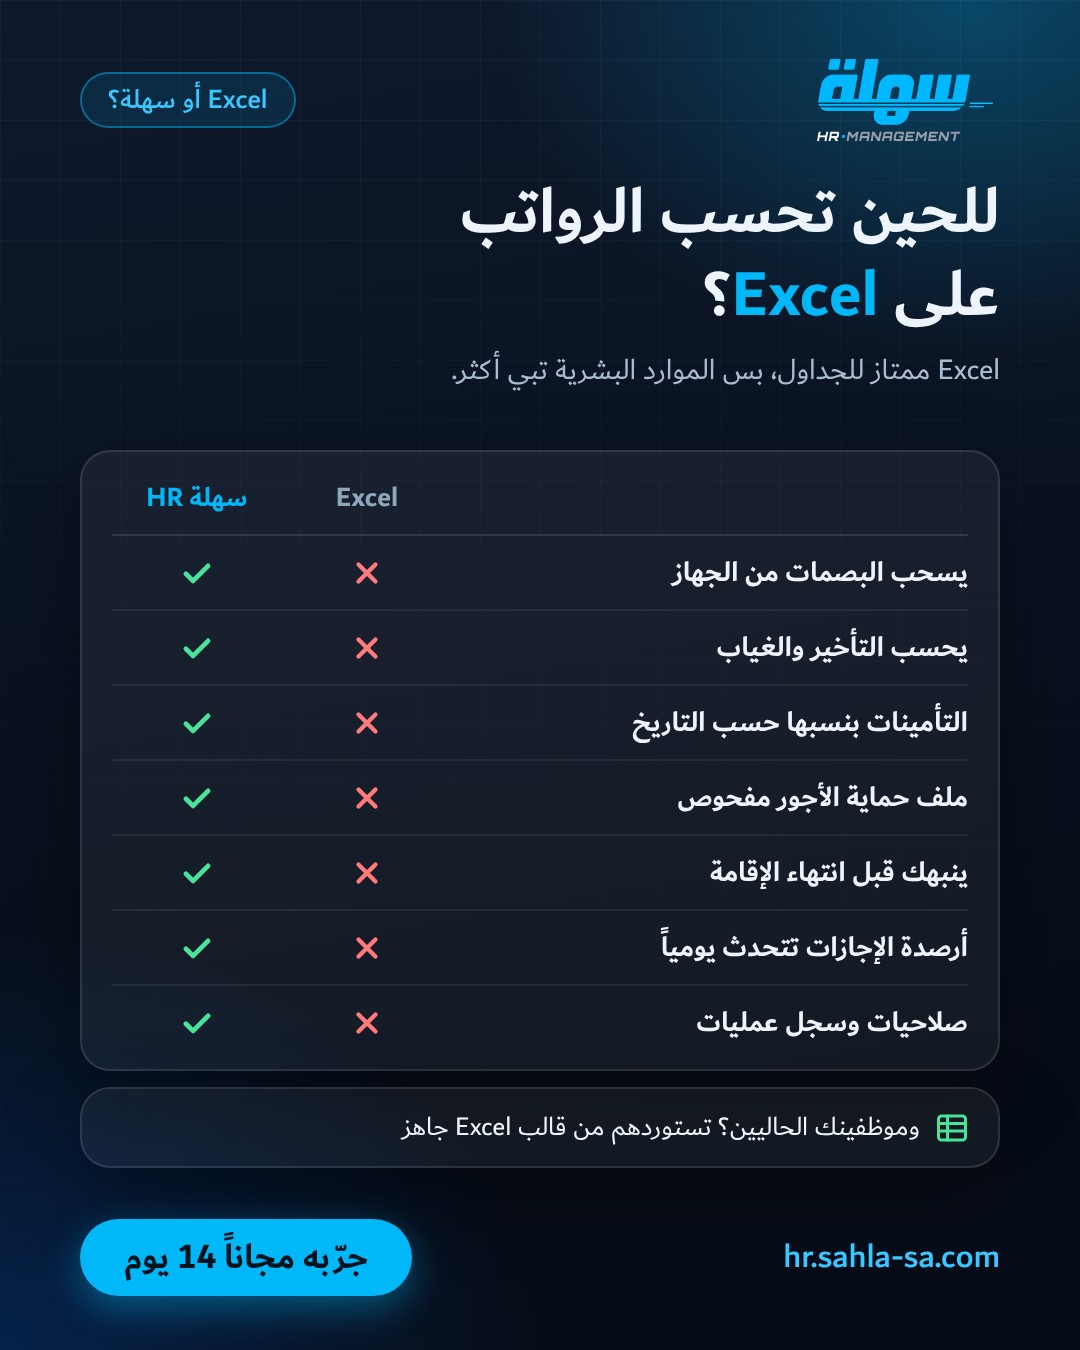 سهلة
HR·MANAGEMENT
Excel أو سهلة؟
للحين تحسب الرواتب
على Excel؟
Excel ممتاز للجداول، بس الموارد البشرية تبي أكثر.
Excel سهلة HR
يسحب البصمات من الجهاز
يحسب التأخير والغياب
التأمينات بنسبها حسب التاريخ
ملف حماية الأجور مفحوص
ينبهك قبل انتهاء الإقامة
أرصدة الإجازات تتحدث يومياً
صلاحيات وسجل عمليات
وموظفينك الحاليين؟ تستوردهم من قالب Excel جاهز
hr.sahla-sa.com
جرّبه مجاناً 14 يوم